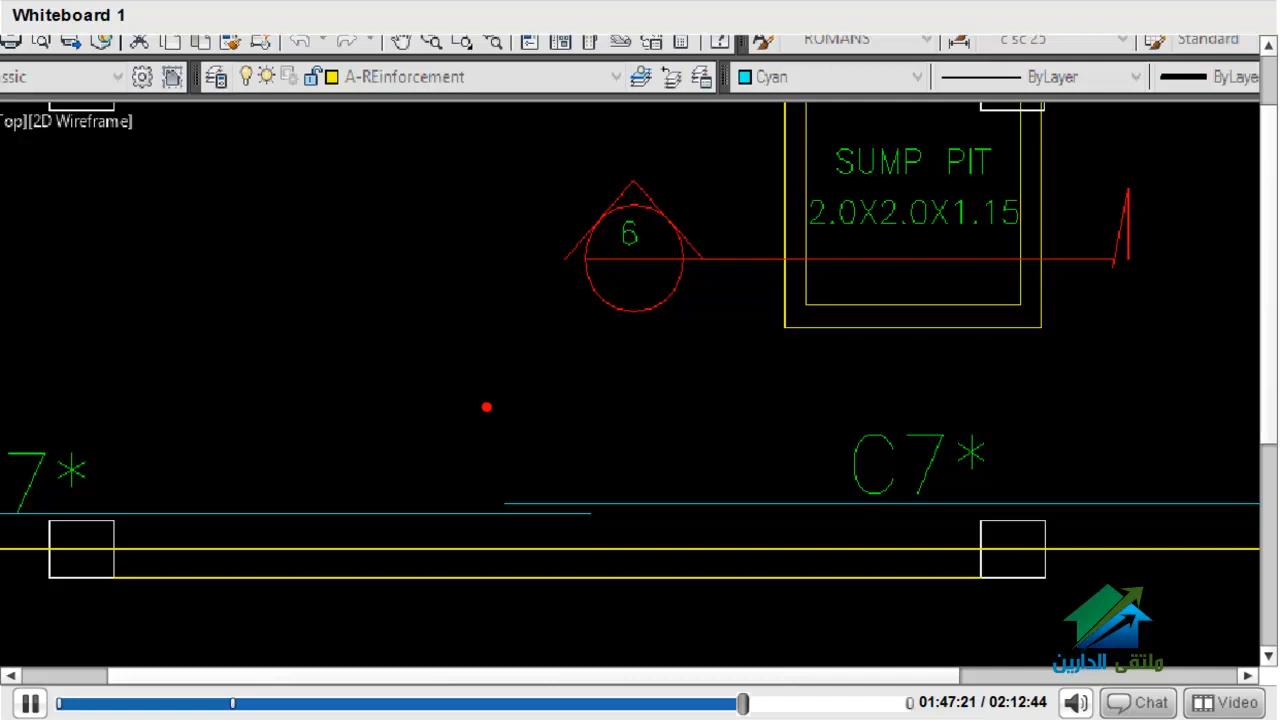 Whiteboard 1
ROMANS
c sc 25
Standard
ssic
A-REinforcement
Cyan
ByLayer
ByLaye
Top][2D Wireframe]
SUMP PIT
2.0X2.0X1.15
6
C7*
7*
ملتقى الدارين
01:47:21 / 02:12:44
Chat
Video